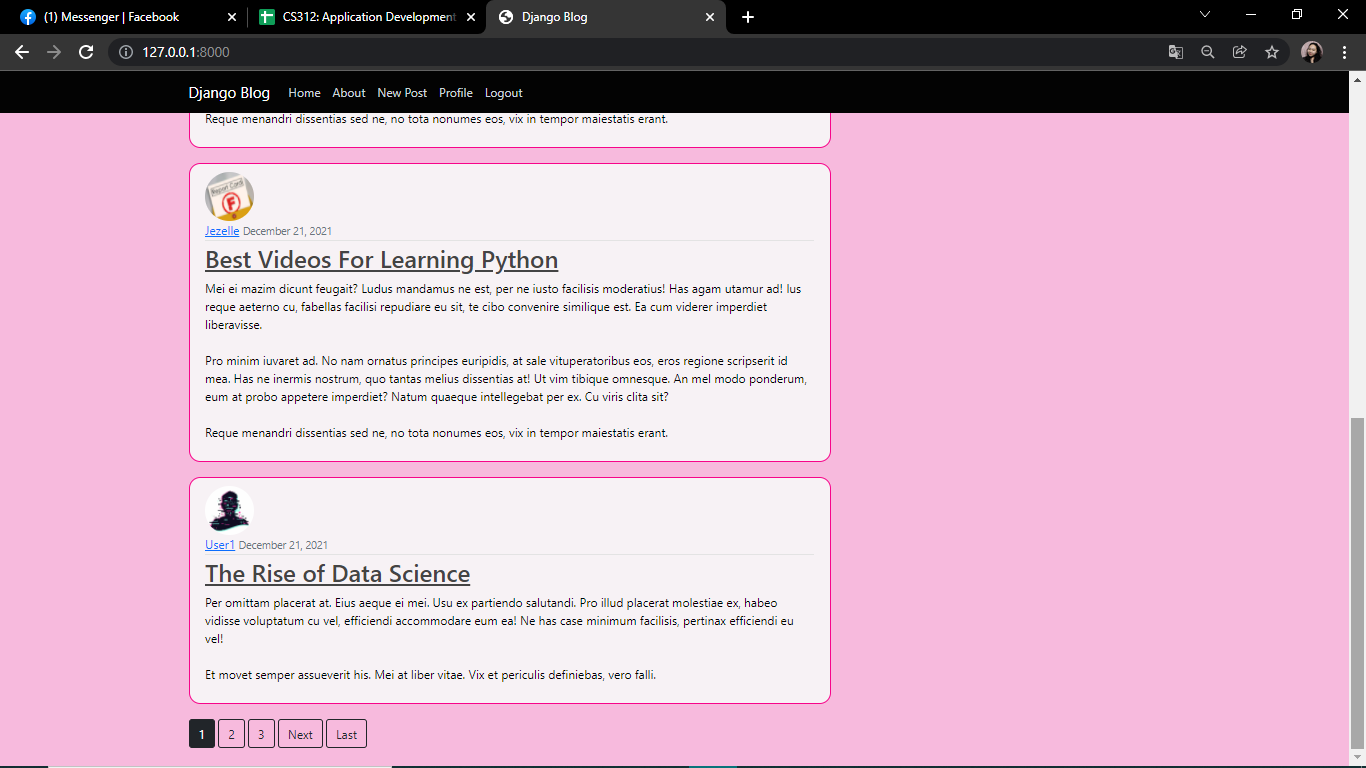 (1) Messenger | Facebook
CS312: Application Development
Django Blog
127.0.0.1:8000
Django Blog Home About New Post Profile Logout
Reque menandri dissentias sed ne, no tota nonumes eos, vix in tempor maiestatis erant.
Report Card
F
Jezelle December 21, 2021
Best Videos For Learning Python
Mei ei mazim dicunt feugait? Ludus mandamus ne est, per ne iusto facilisis moderatius! Has agam utamur ad! Ius
reque aeterno cu, fabellas facilisi repudiare eu sit, te cibo convenire similique est. Ea cum viderer imperdiet
liberavisse.
Pro minim iuvaret ad. No nam ornatus principes euripidis, at sale vituperatoribus eos, eros regione scripserit id
mea. Has ne inermis nostrum, quo tantas melius dissentias at! Ut vim tibique omnesque. An mel modo ponderum,
eum at probo appetere imperdiet? Natum quaeque intellegebat per ex. Cu viris clita sit?
Reque menandri dissentias sed ne, no tota nonumes eos, vix in tempor maiestatis erant.
User1 December 21, 2021
The Rise of Data Science
Per omittam placerat at. Eius aeque ei mei. Usu ex partiendo salutandi. Pro illud placerat molestiae ex, habeo
vidisse voluptatum cu vel, efficiendi accommodare eum ea! Ne has case minimum facilisis, pertinax efficiendi eu
vel!
Et movet semper assueverit his. Mei at liber vitae. Vix et periculis definiebas, vero falli.
1 2 3 Next Last